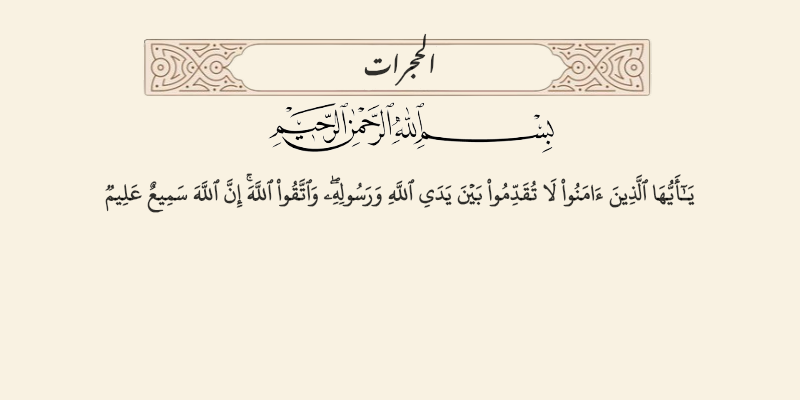 الحجرات
بِسْمِ ٱللَّهِ ٱلرَّحْمَٰنِ ٱلرَّحِيمِ
يَـٰٓأَيُّهَا ٱلَّذِينَ ءَامَنُوا۟ لَا تُقَدِّمُوا۟ بَيْنَ يَدَىِ ٱللَّهِ وَرَسُولِهِۦۖ وَٱتَّقُوا۟ ٱللَّهَۚ إِنَّ ٱللَّهَ سَمِيعٌ عَلِيمٌ